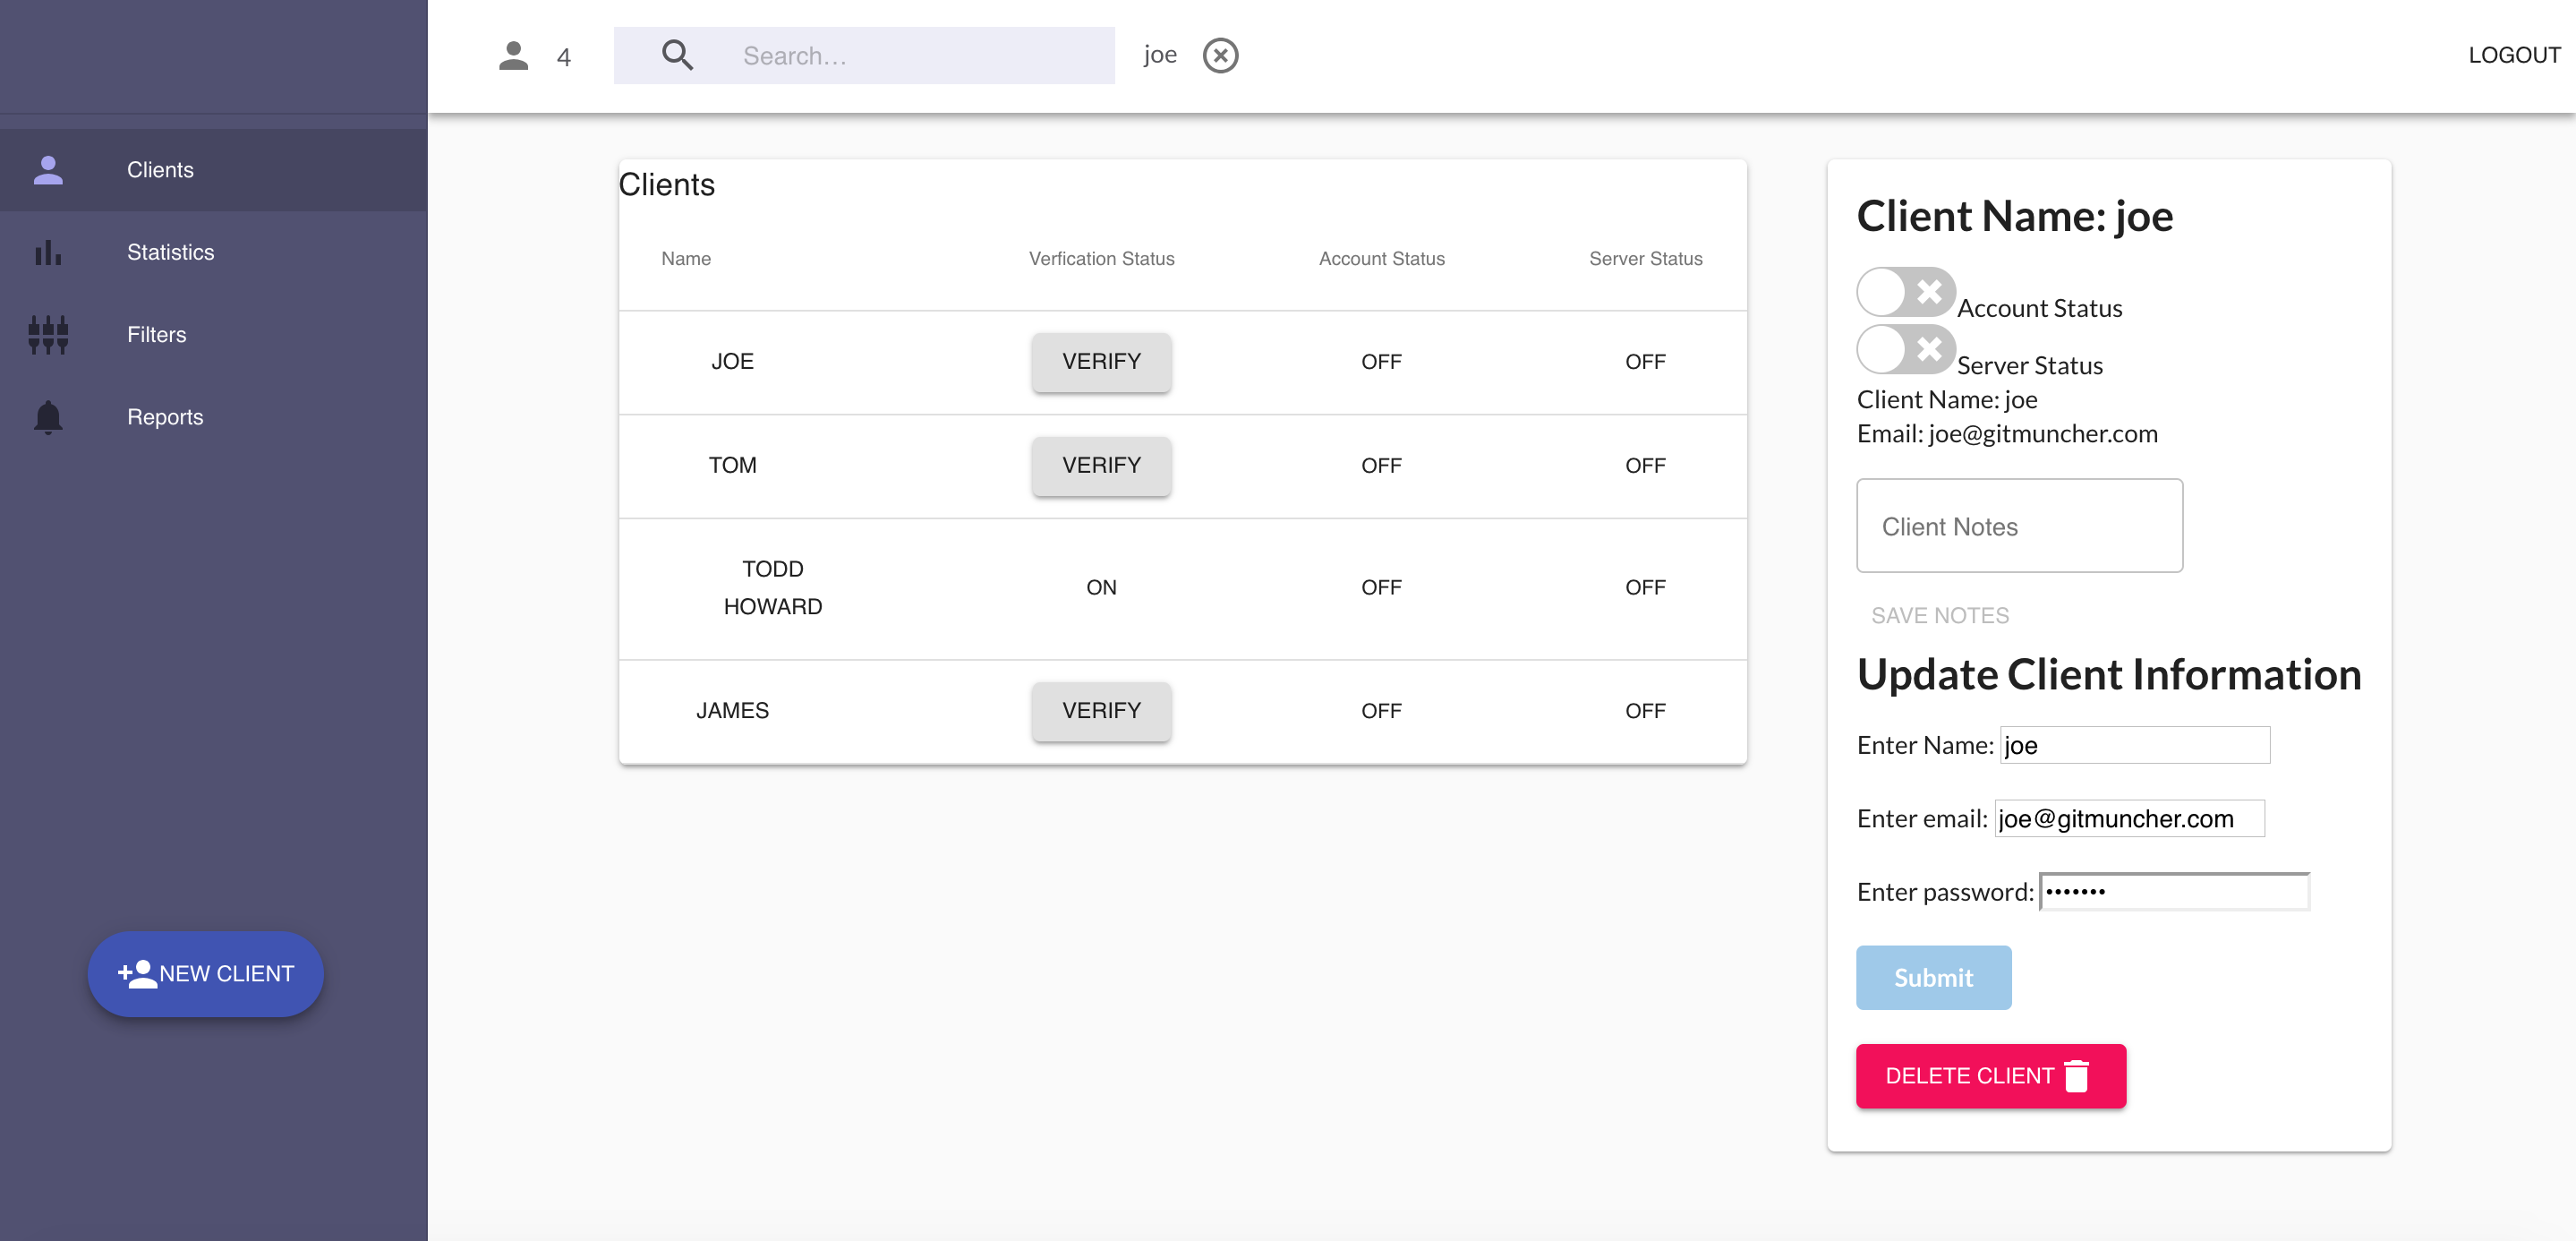 4 Search... joe LOGOUT
Clients
Statistics
Filters
Reports
NEW CLIENT
Clients
Name Verfication Status Account Status Server Status
JOE VERIFY OFF OFF
TOM VERIFY OFF OFF
TODD
HOWARD ON OFF OFF
JAMES VERIFY OFF OFF
Client Name: joe
Account Status
Server Status
Client Name: joe
Email: joe@gitmuncher.com
Client Notes
SAVE NOTES
Update Client Information
Enter Name: joe
Enter email: joe@gitmuncher.com
Enter password: •••••••
Submit
DELETE CLIENT